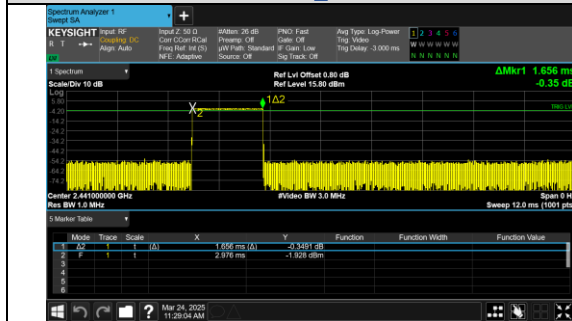 Spectrum Analyzer 1
Swept SA
+
KEYSIGHT Input: RF Input Z: 50 Ω #Atten: 26 dB PNO: Fast Avg Type: Log-Power 1 2 3 4 5 6
R T Coupling: DC Corr CCorr RCal Preamp: Off Gate: Off Trig: Video W W W W W W
Align: Auto Freq Ref: Int (S) µW Path: Standard IF Gain: Low Trig Delay: -3.000 ms
NFE: Adaptive Source: Off Sig Track: Off N N N N N N
1 Spectrum
Ref Lvl Offset 0.80 dB ΔMkr1 1.656 ms
Scale/Div 10 dB Ref Level 15.80 dBm -0.35 dB
Log
5.80 1Δ2
-4.20 X2 TRIG LVL
-14.2
-24.2
-34.2
-44.2
-54.2
-64.2
-74.2
Center 2.441000000 GHz #Video BW 3.0 MHz Span 0 Hz
Res BW 1.0 MHz Sweep 12.0 ms (1001 pts)
5 Marker Table
Mode Trace Scale X Y Function Function Width Function Value
1 Δ2 1 t (Δ) 1.656 ms (Δ) -0.3491 dB
2 F 1 t 2.976 ms -1.928 dBm
3
4
5
6
? Mar 24, 2025
11:29:04 AM